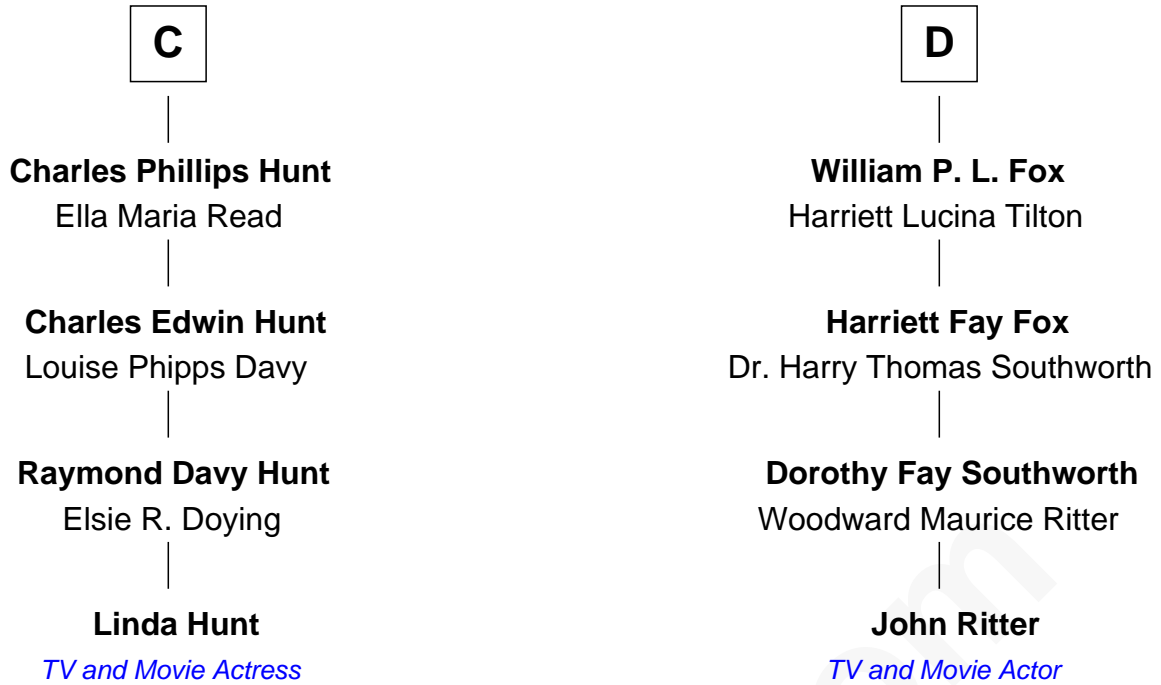 C
Charles Phillips Hunt
Ella Maria Read
Charles Edwin Hunt
Louise Phipps Davy
Raymond Davy Hunt
Elsie R. Doying
Linda Hunt
TV and Movie Actress
D
William P. L. Fox
Harriett Lucina Tilton
Harriett Fay Fox
Dr. Harry Thomas Southworth
Dorothy Fay Southworth
Woodward Maurice Ritter
John Ritter
TV and Movie Actor